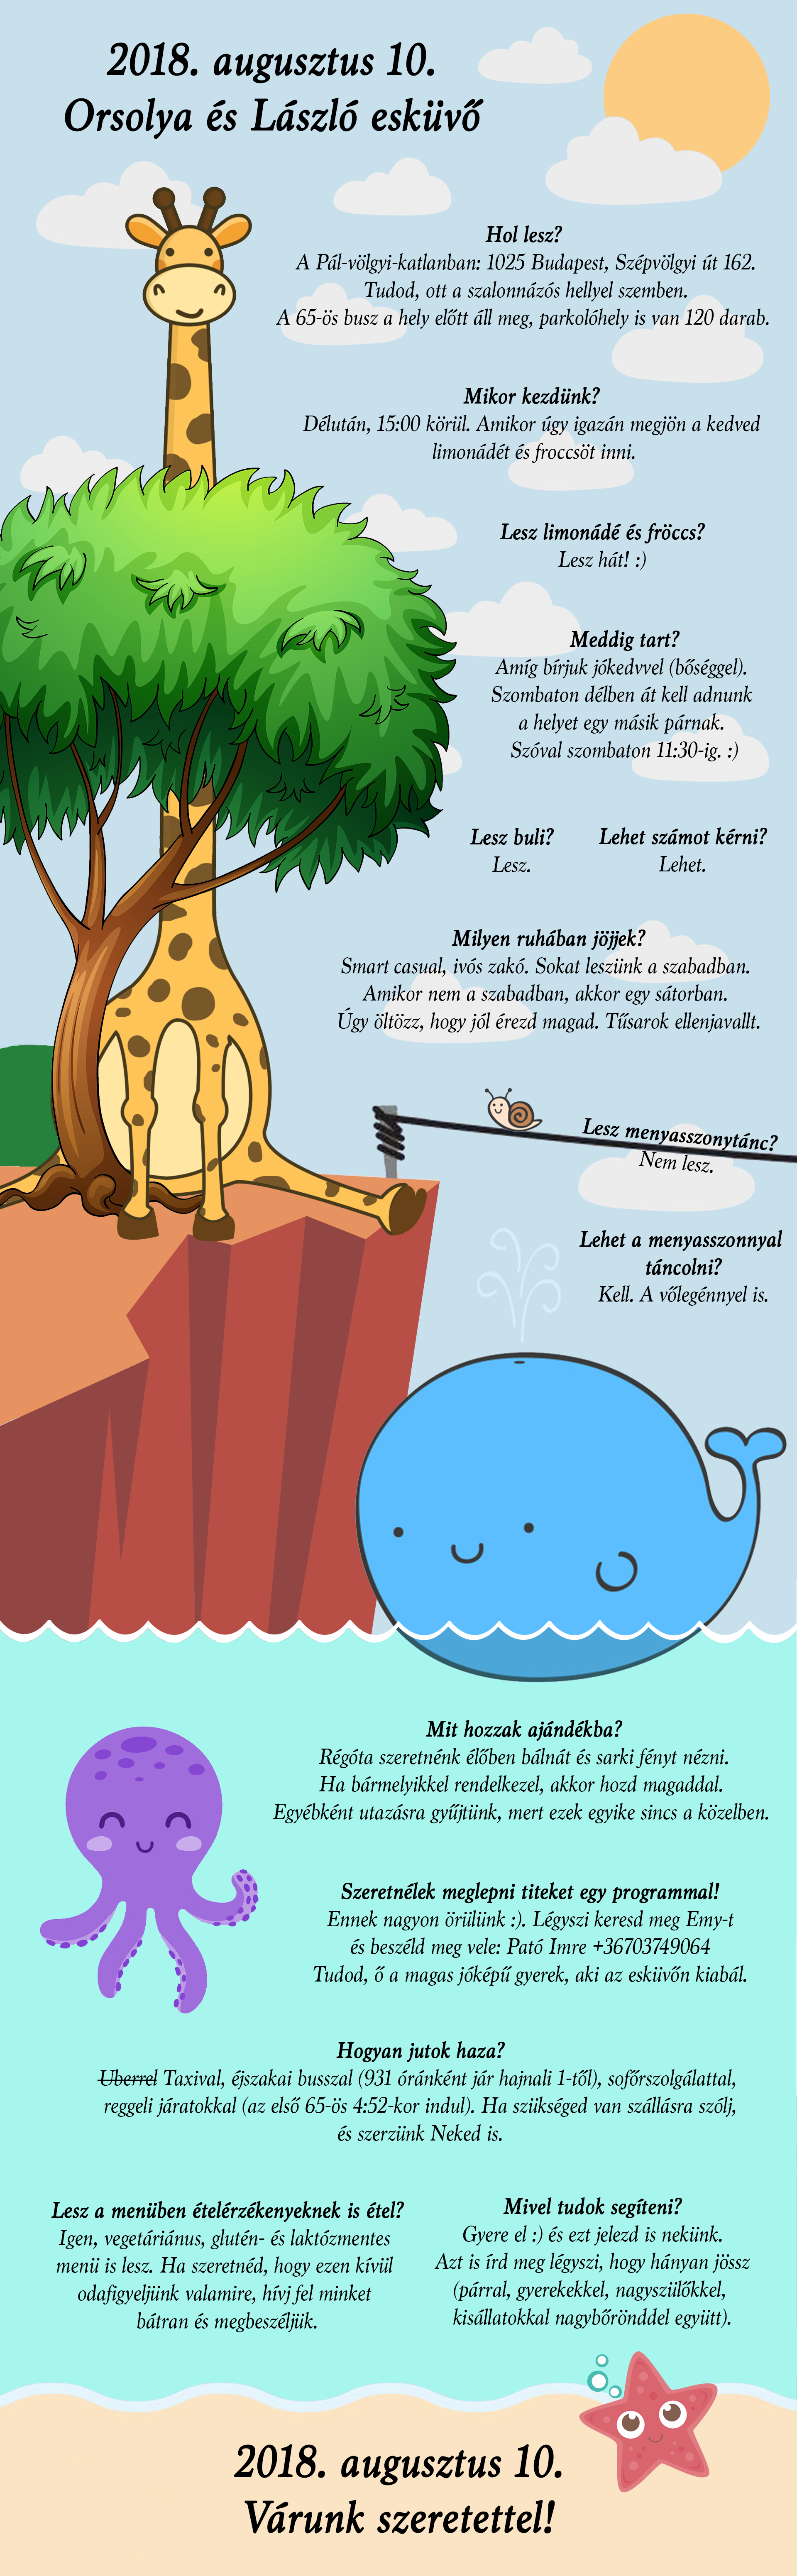 2018. augusztus 10.
Orsolya és László esküvő
Hol lesz?
A Pál-völgyi-katlanban: 1025 Budapest, Szépvölgyi út 162.
Tudod, ott a szalonnázós hellyel szemben.
A 65-ös busz a hely előtt áll meg, parkolóhely is van 120 darab.
Mikor kezdünk?
Délután, 15:00 körül. Amikor úgy igazán megjön a kedved
limonádét és froccsöt inni.
Lesz limonádé és fröccs?
Lesz hát! :)
Meddig tart?
Amíg bírjuk jókedvvel (bőséggel).
Szombaton délben át kell adnunk
a helyet egy másik párnak.
Szóval szombaton 11:30-ig. :)
Lesz buli?
Lesz.
Lehet számot kérni?
Lehet.
Milyen ruhában jöjjek?
Smart casual, ivós zakó. Sokat leszünk a szabadban.
Amikor nem a szabadban, akkor egy sátorban.
Úgy öltözz, hogy jól érezd magad. Tűsarok ellenjavallt.
Lesz menyasszonytánc?
Nem lesz.
Lehet a menyasszonnyal
táncolni?
Kell. A vőlegénnyel is.
Mit hozzak ajándékba?
Régóta szeretnénk élőben bálnát és sarki fényt nézni.
Ha bármelyikkel rendelkezel, akkor hozd magaddal.
Egyébként utazásra gyűjtünk, mert ezek egyike sincs a közelben.
Szeretnélek meglepni titeket egy programmal!
Ennek nagyon örülünk :). Légyszi keresd meg Emy-t
és beszéld meg vele: Pató Imre +36703749064
Tudod, ő a magas jóképű gyerek, aki az esküvőn kiabál.
Hogyan jutok haza?
Uberrel Taxival, éjszakai busszal (931 óránként jár hajnali 1-től), sofőrszolgálattal,
reggeli járatokkal (az első 65-ös 4:52-kor indul). Ha szükséged van szállásra szólj,
és szerzünk Neked is.
Lesz a menüben ételérzékenyeknek is étel?
Igen, vegetáriánus, glutén- és laktózmentes
menü is lesz. Ha szeretnéd, hogy ezen kívül
odafigyeljünk valamire, hívj fel minket
bátran és megbeszéljük.
Mivel tudok segíteni?
Gyere el :) és ezt jelezd is nekünk.
Azt is írd meg légyszi, hogy hányan jössz
(párral, gyerekekkel, nagyszülőkkel,
kisállatokkal nagybőrönddel együtt).
2018. augusztus 10.
Várunk szeretettel!